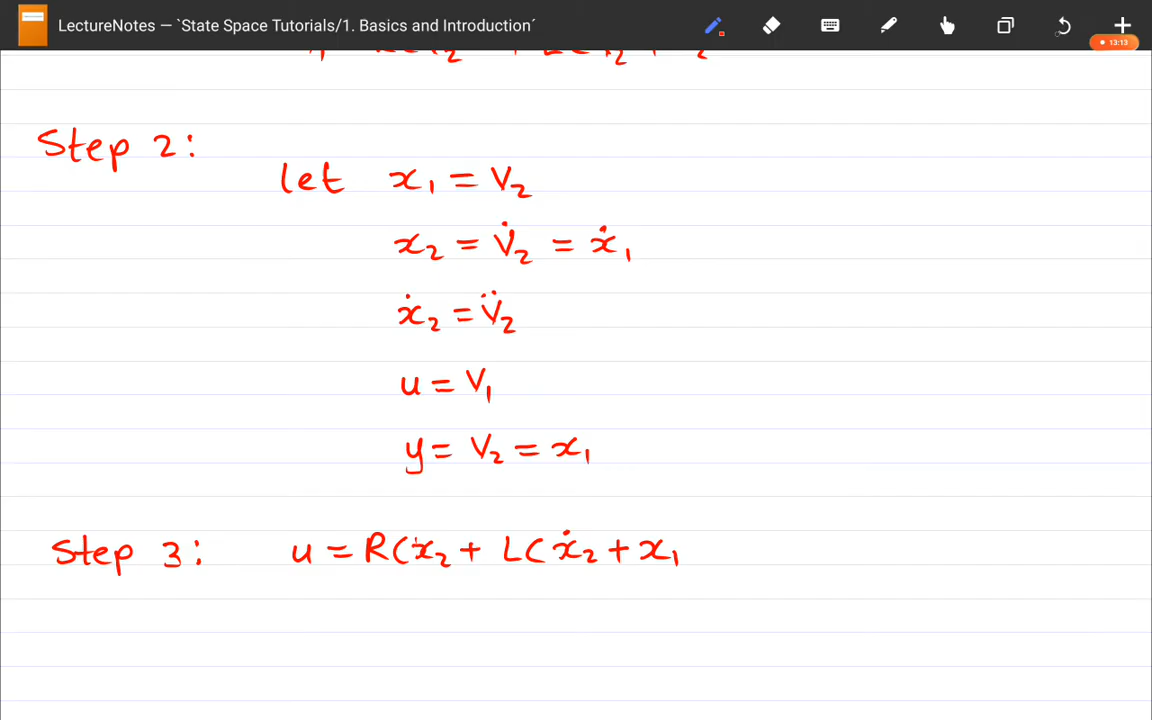 LectureNotes — `State Space Tutorials/1. Basics and Introduction´
13:13
Step 2:
let x₁ = V₂
x₂ = V̇₂ = ẋ₁
ẋ₂ = V̈₂
u = V₁
y = V₂ = x₁
Step 3: u = RCx₂ + LCẋ₂ + x₁